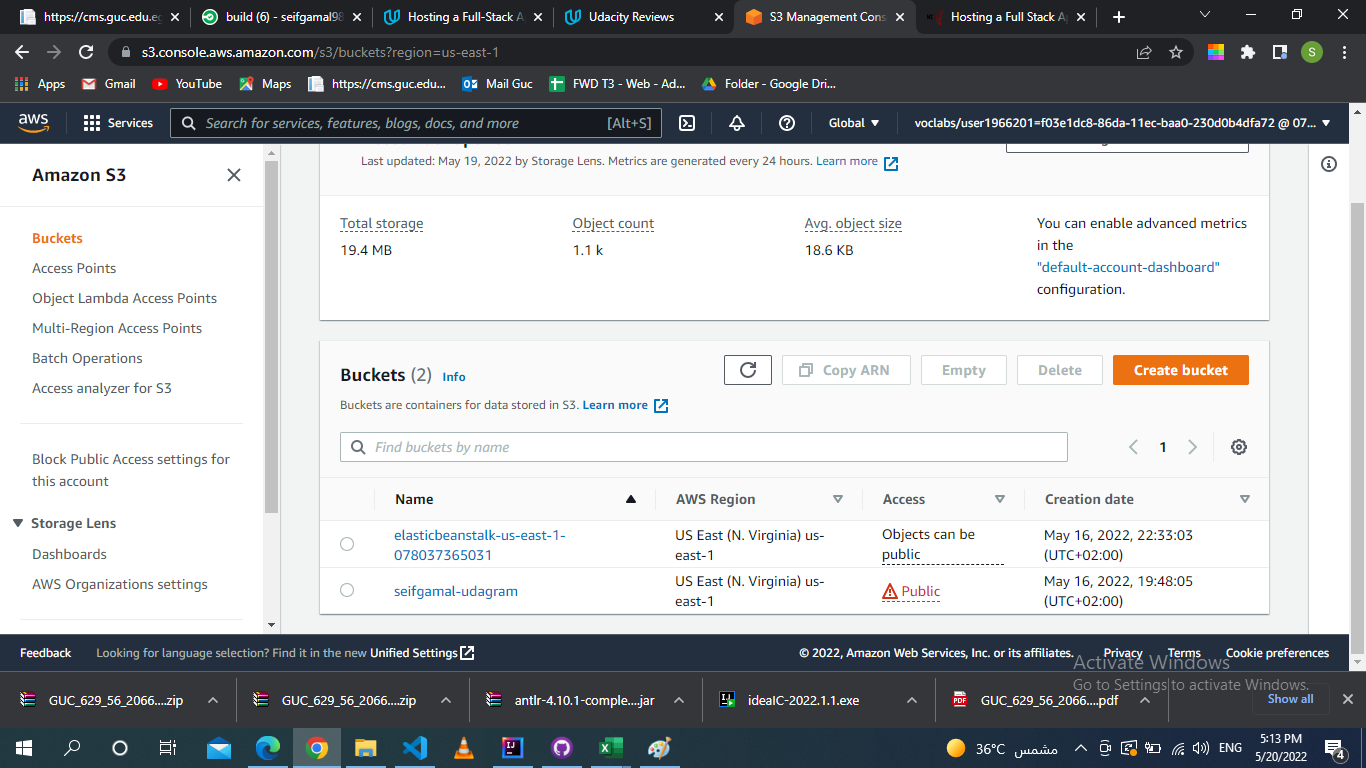 https://cms.guc.edu.eg
build (6) - seifgamal98
Hosting a Full-Stack A
Udacity Reviews
S3 Management Cons
Hosting a Full Stack Ap
s3.console.aws.amazon.com/s3/buckets?region=us-east-1
S
Apps
Gmail
YouTube
Maps
https://cms.guc.edu...
Mail Guc
FWD T3 - Web - Ad...
Folder - Google Dri...
aws
Services
Search for services, features, blogs, docs, and more
[Alt+S]
Global
voclabs/user1966201=f03e1dc8-86da-11ec-baa0-230d0b4dfa72 @ 07...
Amazon S3
Buckets
Access Points
Object Lambda Access Points
Multi-Region Access Points
Batch Operations
Access analyzer for S3
Block Public Access settings for
this account
Storage Lens
Dashboards
AWS Organizations settings
Last updated: May 19, 2022 by Storage Lens. Metrics are generated every 24 hours. Learn more
Total storage
19.4 MB
Object count
1.1 k
Avg. object size
18.6 KB
You can enable advanced metrics
in the
"default-account-dashboard"
configuration.
Buckets (2) Info
Copy ARN
Empty
Delete
Create bucket
Buckets are containers for data stored in S3. Learn more
Find buckets by name
1
Name
AWS Region
Access
Creation date
elasticbeanstalk-us-east-1-
078037365031
US East (N. Virginia) us-
east-1
Objects can be
public
May 16, 2022, 22:33:03
(UTC+02:00)
seifgamal-udagram
US East (N. Virginia) us-
east-1
Public
May 16, 2022, 19:48:05
(UTC+02:00)
Feedback
Looking for language selection? Find it in the new Unified Settings
© 2022, Amazon Web Services, Inc. or its affiliates.
Privacy
Terms
Cookie preferences
Activate Windows
Go to Settings to activate Windows.
GUC_629_56_2066....zip
GUC_629_56_2066....zip
antlr-4.10.1-comple....jar
ideaIC-2022.1.1.exe
GUC_629_56_2066....pdf
Show all
36°C مشمس
ENG
5:13 PM
5/20/2022
4